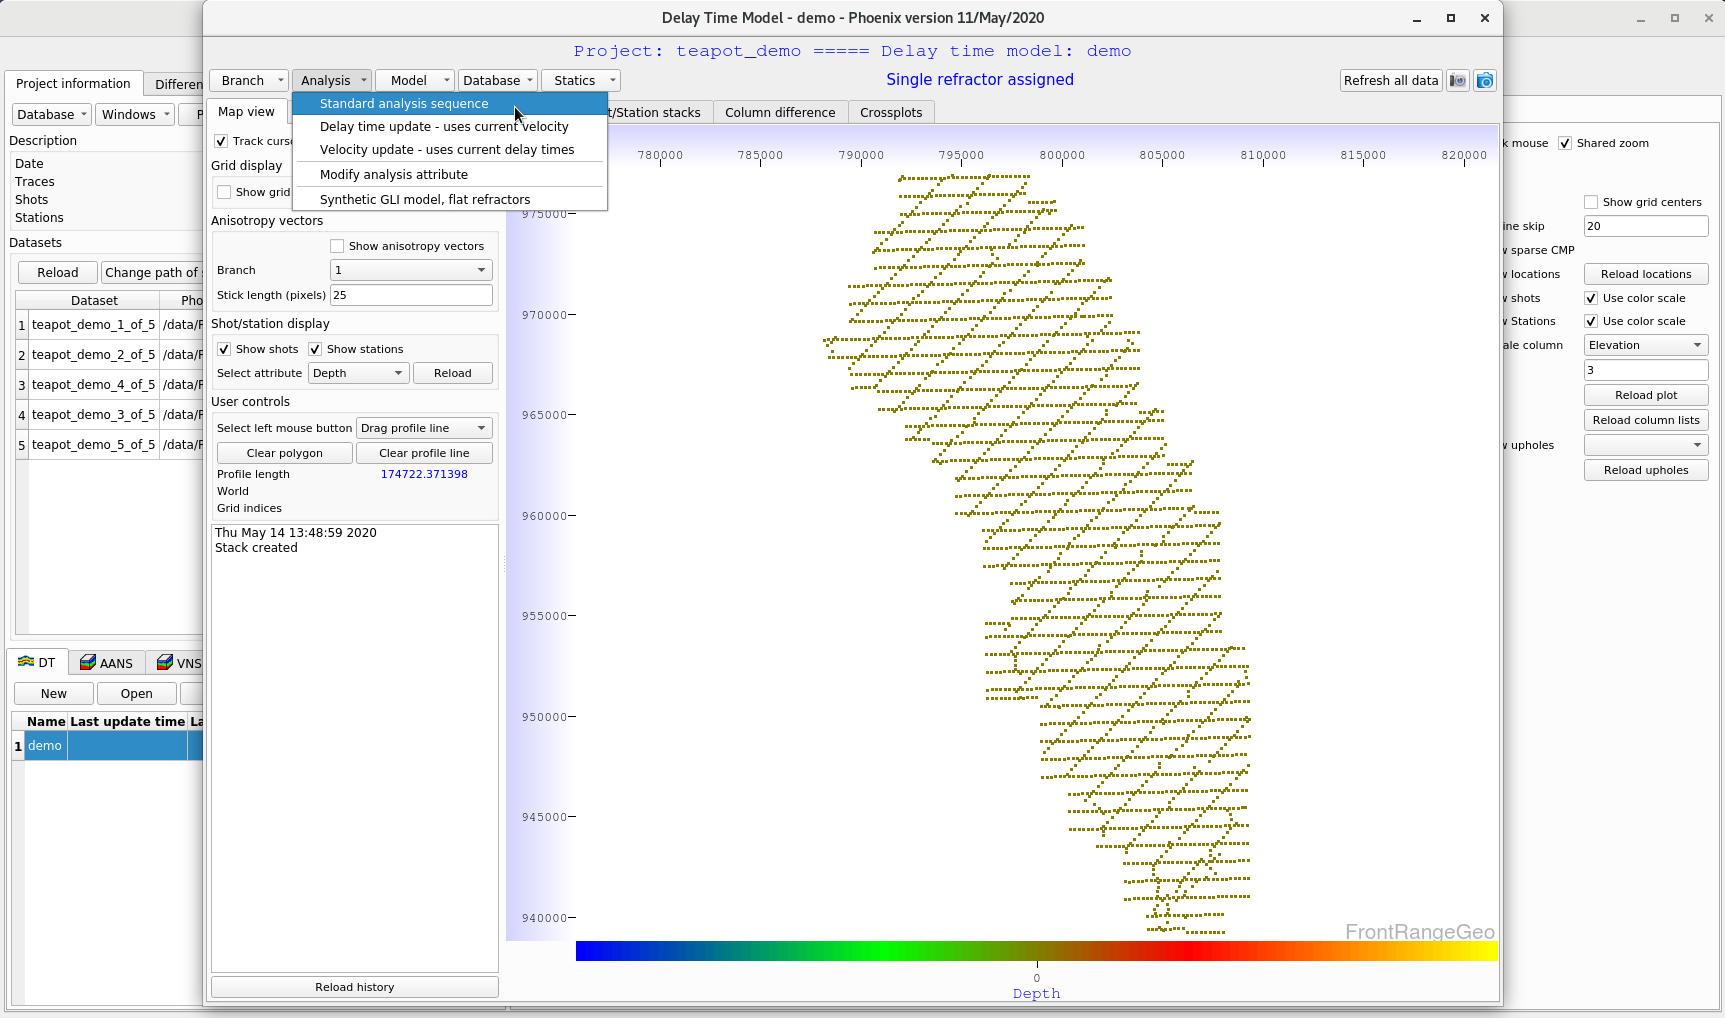 Delay Time Model - demo - Phoenix version 11/May/2020
Project: teapot_demo ===== Delay time model: demo
Branch Analysis Model Database Statics
Single refractor assigned
Refresh all data
Standard analysis sequence
Delay time update - uses current velocity
Velocity update - uses current delay times
Modify analysis attribute
Synthetic GLI model, flat refractors
Map view
t/Station stacks Column difference Crossplots
Track curs
Grid display
Show grid
Anisotropy vectors
Show anisotropy vectors
Branch 1
Stick length (pixels) 25
Shot/station display
Show shots Show stations
Select attribute Depth Reload
User controls
Select left mouse button Drag profile line
Clear polygon Clear profile line
Profile length 174722.371398
World
Grid indices
Thu May 14 13:48:59 2020
Stack created
Reload history
780000 785000 790000 795000 800000 805000 810000 815000 820000
975000
970000
965000
960000
955000
950000
945000
940000
FrontRangeGeo
0
Depth
Project information Differen
Database Windows P
Description
Date
Traces
Shots
Stations
Datasets
Reload Change path of s
Dataset Pho
1 teapot_demo_1_of_5 /data/F
2 teapot_demo_2_of_5 /data/F
3 teapot_demo_4_of_5 /data/F
4 teapot_demo_3_of_5 /data/F
5 teapot_demo_5_of_5 /data/F
DT AANS VNS
New Open
Name Last update time La
1 demo
k mouse Shared zoom
Show grid centers
ine skip 20
w sparse CMP
w locations Reload locations
w shots Use color scale
w Stations Use color scale
ale column Elevation
3
Reload plot
Reload column lists
w upholes
Reload upholes